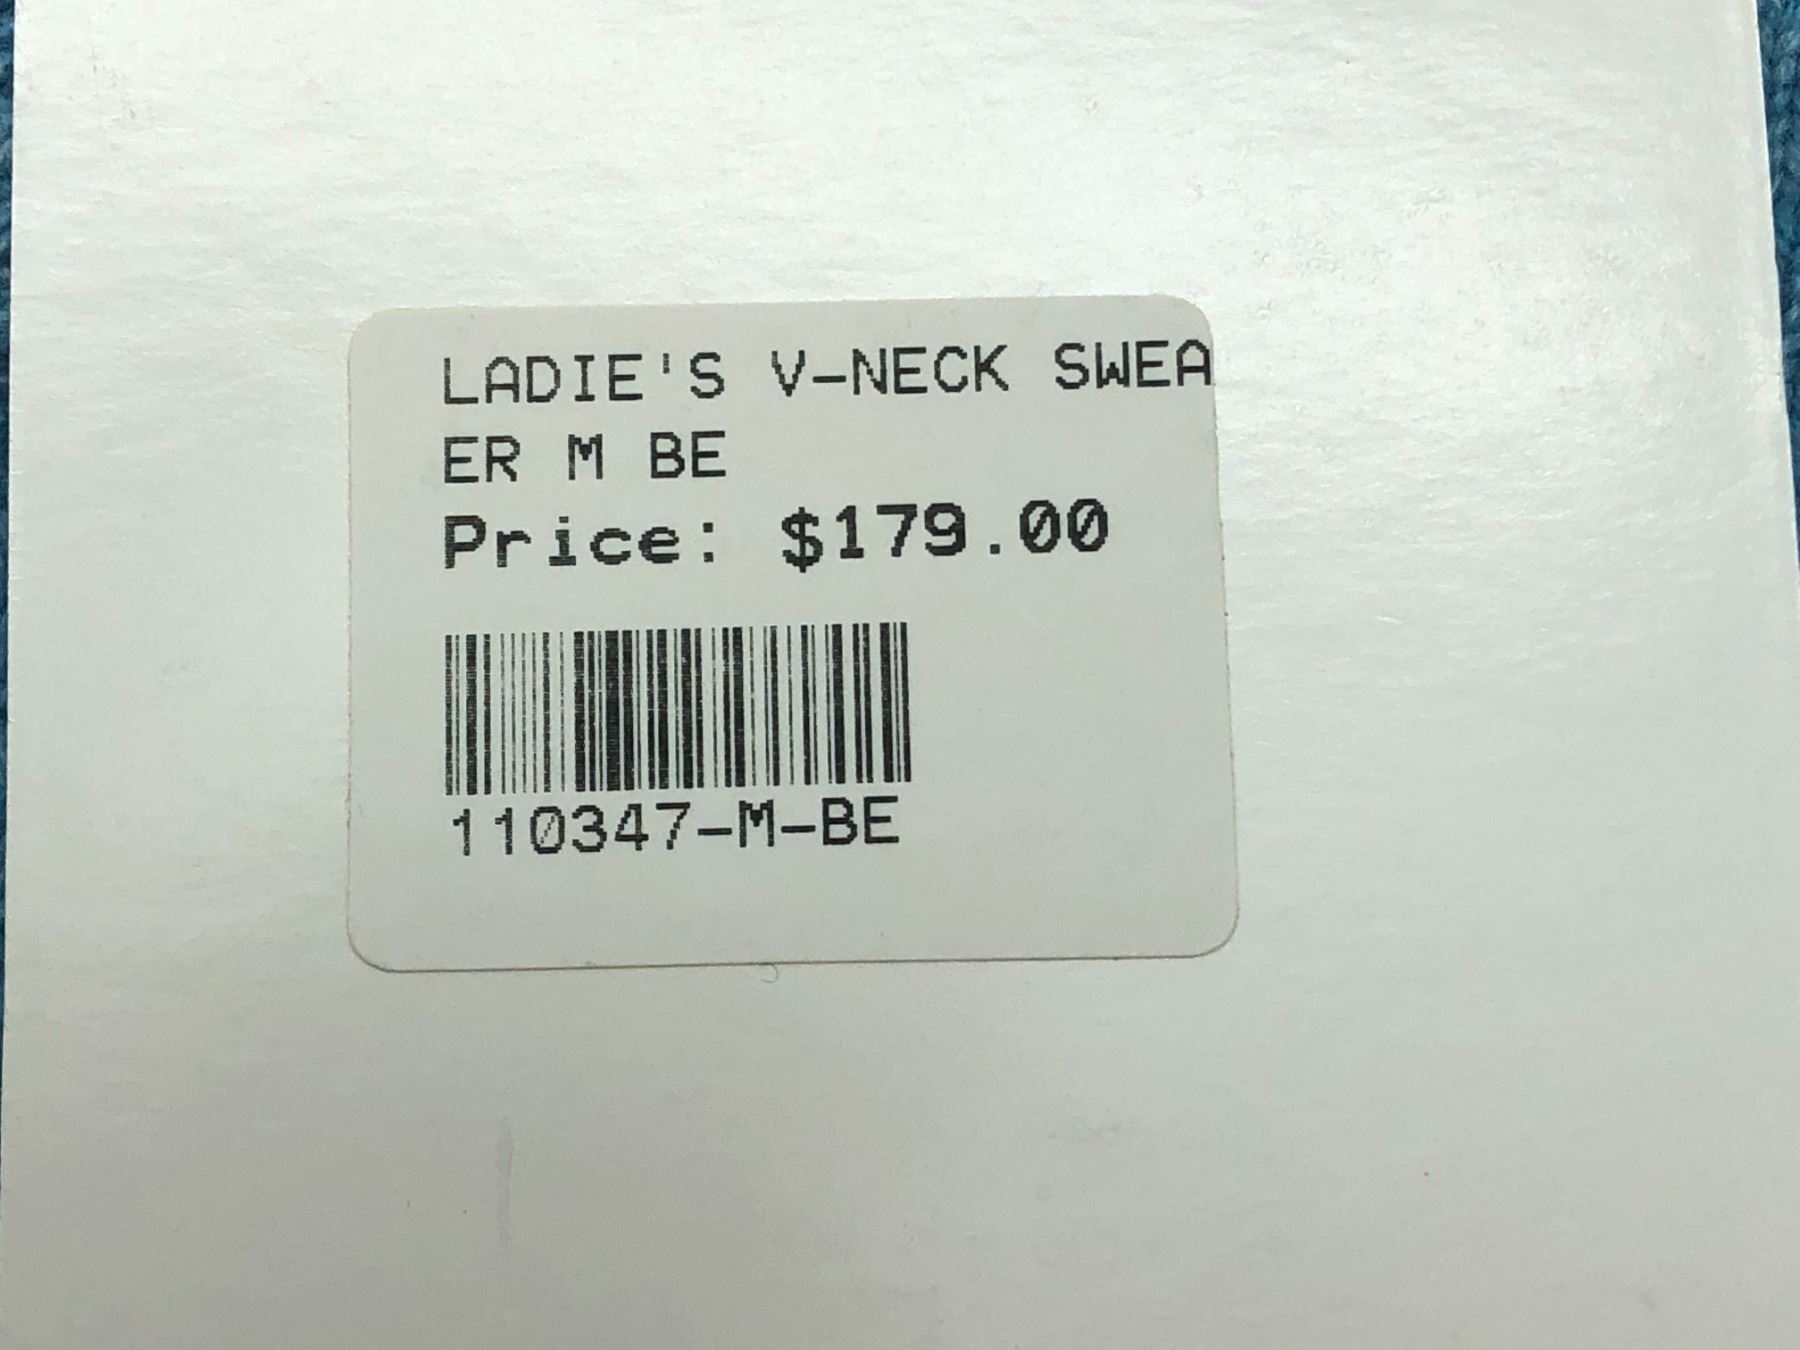 LADIE'S V-NECK SWEA
ER M BE
Price: $179.00
110347-M-BE